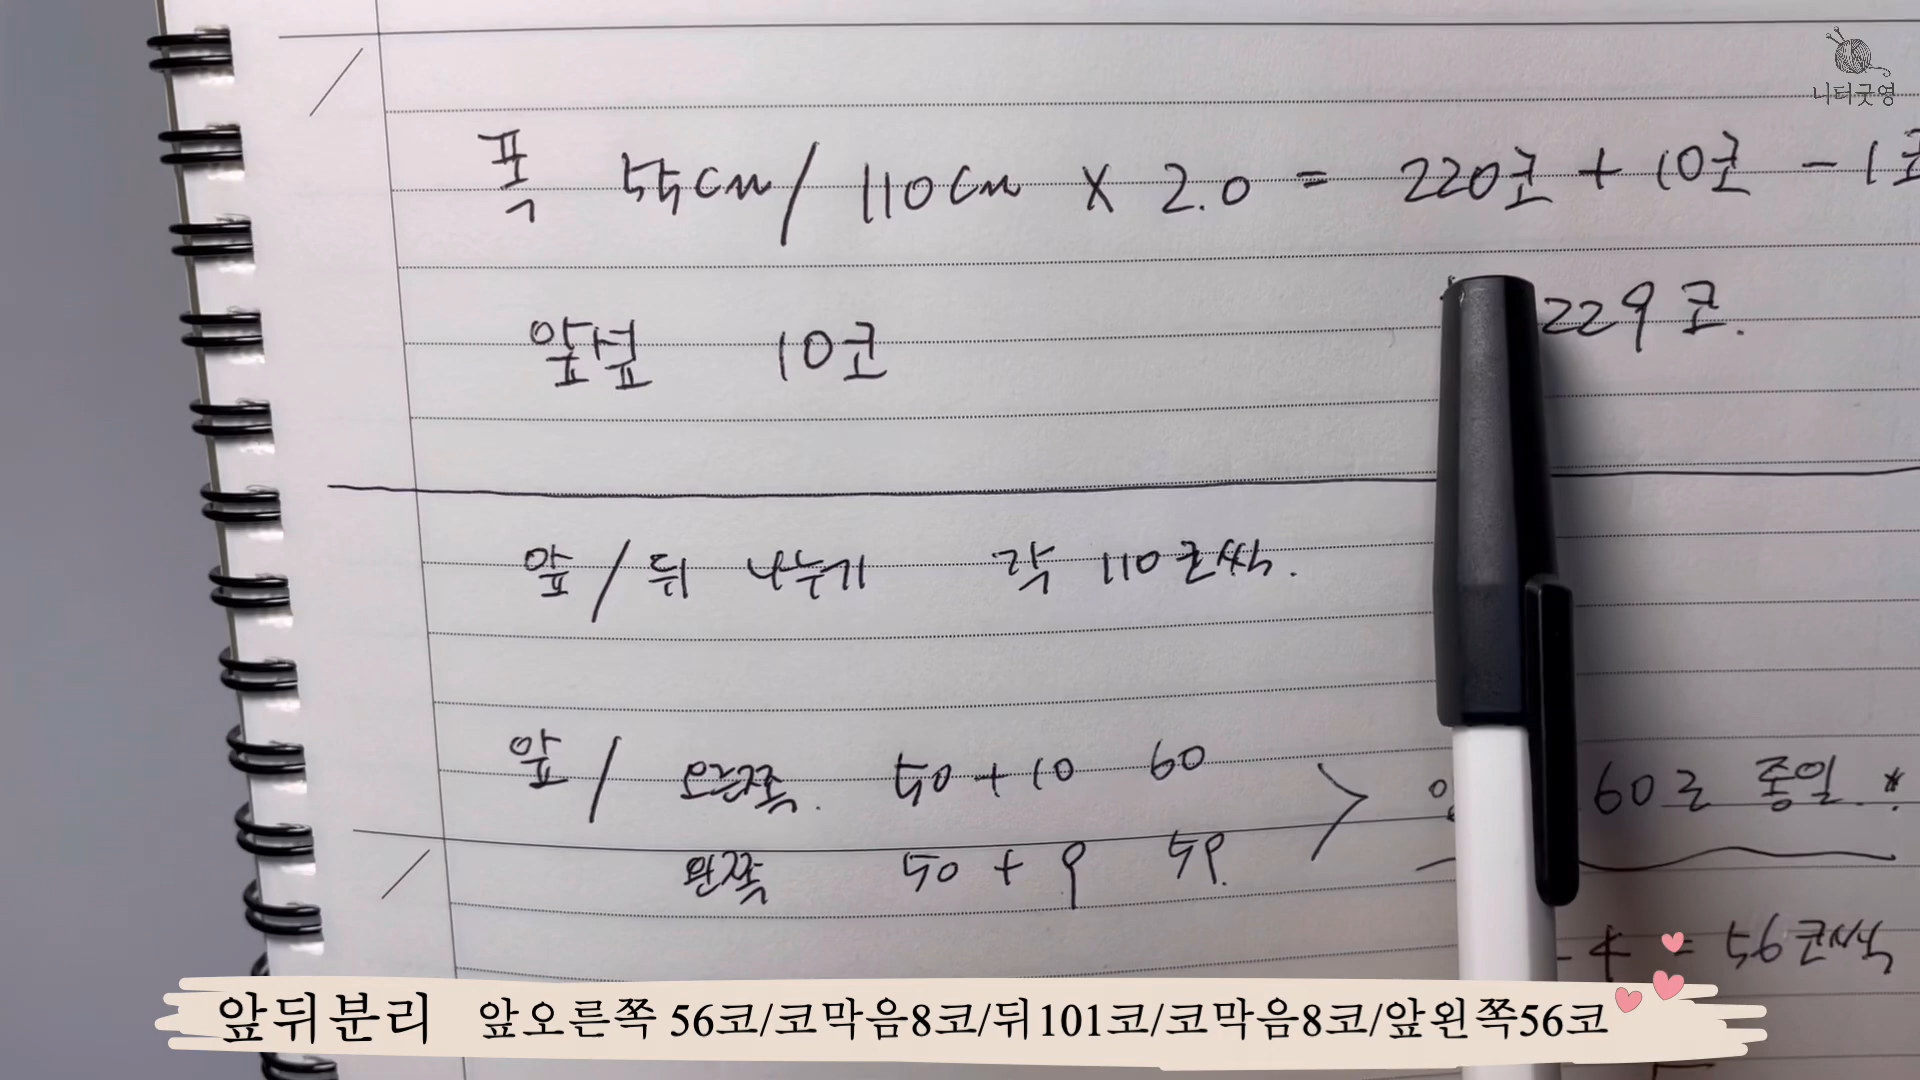 니터굿영
폭 55cm / 110cm x 2.0 = 220코 + 10코 - 1코
229코.
앞섶 10코
앞 / 뒤 나누기 각 110코씩.
앞 / 오른쪽. 50 + 10 60
60로 통일. *
왼쪽 50 + 9 59.
- 4 = 56코씩
앞뒤분리 앞오른쪽 56코/코막음8코/뒤101코/코막음8코/앞왼쪽56코